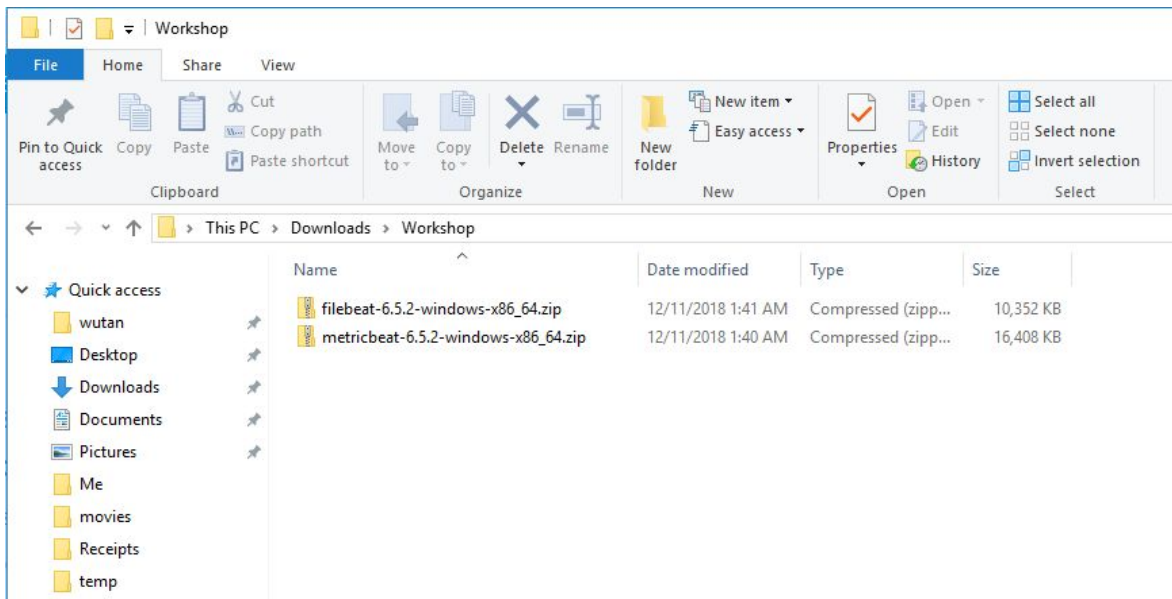 Workshop
File Home Share View
Pin to Quick access
Copy
Paste
Cut
Copy path
Paste shortcut
Clipboard
Move to
Copy to
Delete
Rename
Organize
New folder
New item
Easy access
New
Properties
Open
Edit
History
Open
Select all
Select none
Invert selection
Select
This PC > Downloads > Workshop
Name Date modified Type Size
filebeat-6.5.2-windows-x86_64.zip 12/11/2018 1:41 AM Compressed (zipp... 10,352 KB
metricbeat-6.5.2-windows-x86_64.zip 12/11/2018 1:40 AM Compressed (zipp... 16,408 KB
Quick access
wutan
Desktop
Downloads
Documents
Pictures
Me
movies
Receipts
temp